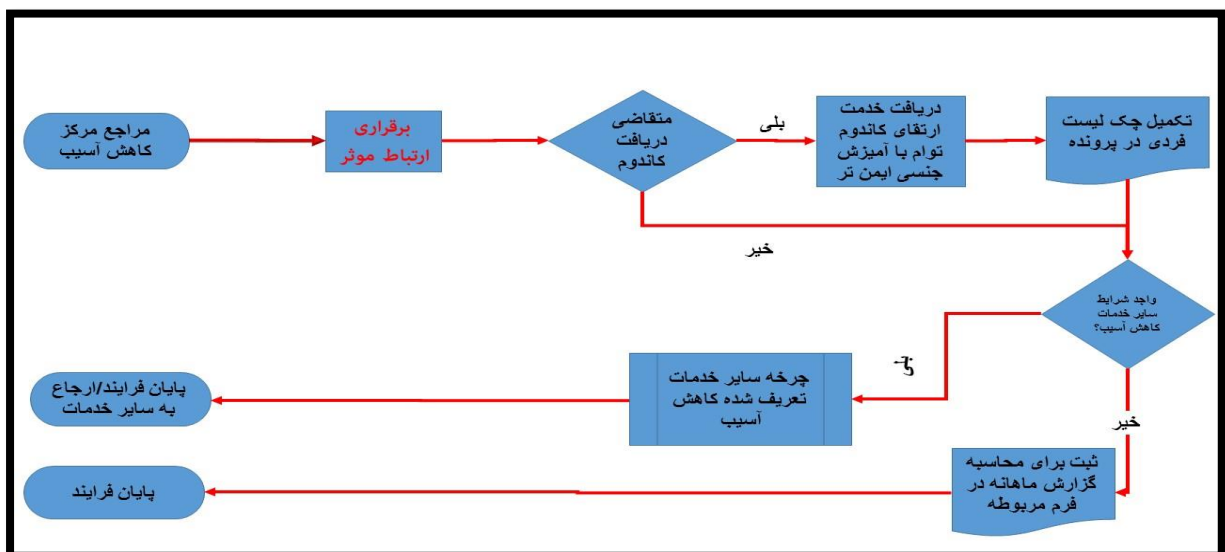 مراجع مرکز
کاهش آسیب
برقراری
ارتباط موثر
متقاضی
دریافت
کاندوم
بلی
دریافت خدمت
ارتقای کاندوم
توام با آمیزش
جنسی ایمن تر
تکمیل چک لیست
فردی در پرونده
خیر
واجد شرایط
سایر خدمات
کاهش آسیب؟
بلی
چرخه سایر خدمات
تعریف شده کاهش
آسیب
پایان فرایند/ارجاع
به سایر خدمات
خیر
ثبت برای محاسبه
گزارش ماهانه در
فرم مربوطه
پایان فرایند